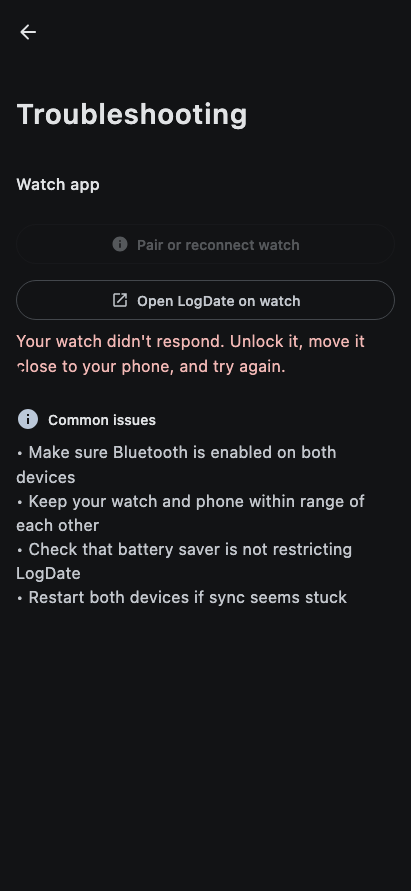 Troubleshooting
Watch app
Pair or reconnect watch
Open LogDate on watch
Your watch didn't respond. Unlock it, move it
close to your phone, and try again.
Common issues
• Make sure Bluetooth is enabled on both
devices
• Keep your watch and phone within range of
each other
• Check that battery saver is not restricting
LogDate
• Restart both devices if sync seems stuck